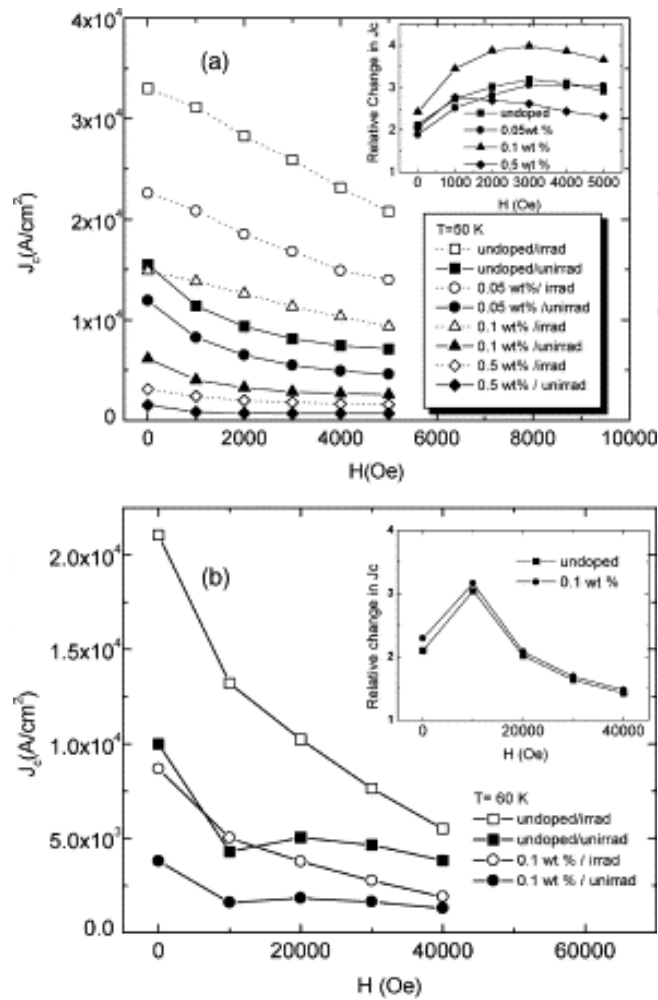 4x10⁴
3x10⁴
2x10⁴
1x10⁴
0
J_c(A/cm²)
(a)
0 2000 4000 6000 8000 10000
H(Oe)
Relative Change in Jc
4
3
2
1
undoped
0.05wt %
0.1 wt %
0.5 wt %
0 1000 2000 3000 4000 5000
H (Oe)
T=60 K
undoped/irrad
undoped/unirrad
0.05 wt%/ irrad
0.05 wt% /unirrad
0.1 wt% /irrad
0.1 wt% /unirrad
0.5 wt% /irrad
0.5 wt% / unirrad
2.0x10⁴
1.5x10⁴
1.0x10⁴
5.0x10³
0.0
J_c(A/cm²)
(b)
0 20000 40000 60000
H (Oe)
Relative change in Jc
4
3
2
1
undoped
0.1 wt %
0 20000 40000
H (Oe)
T= 60 K
undoped/irrad
undoped/unirrad
0.1 wt % / irrad
0.1 wt % / unirrad